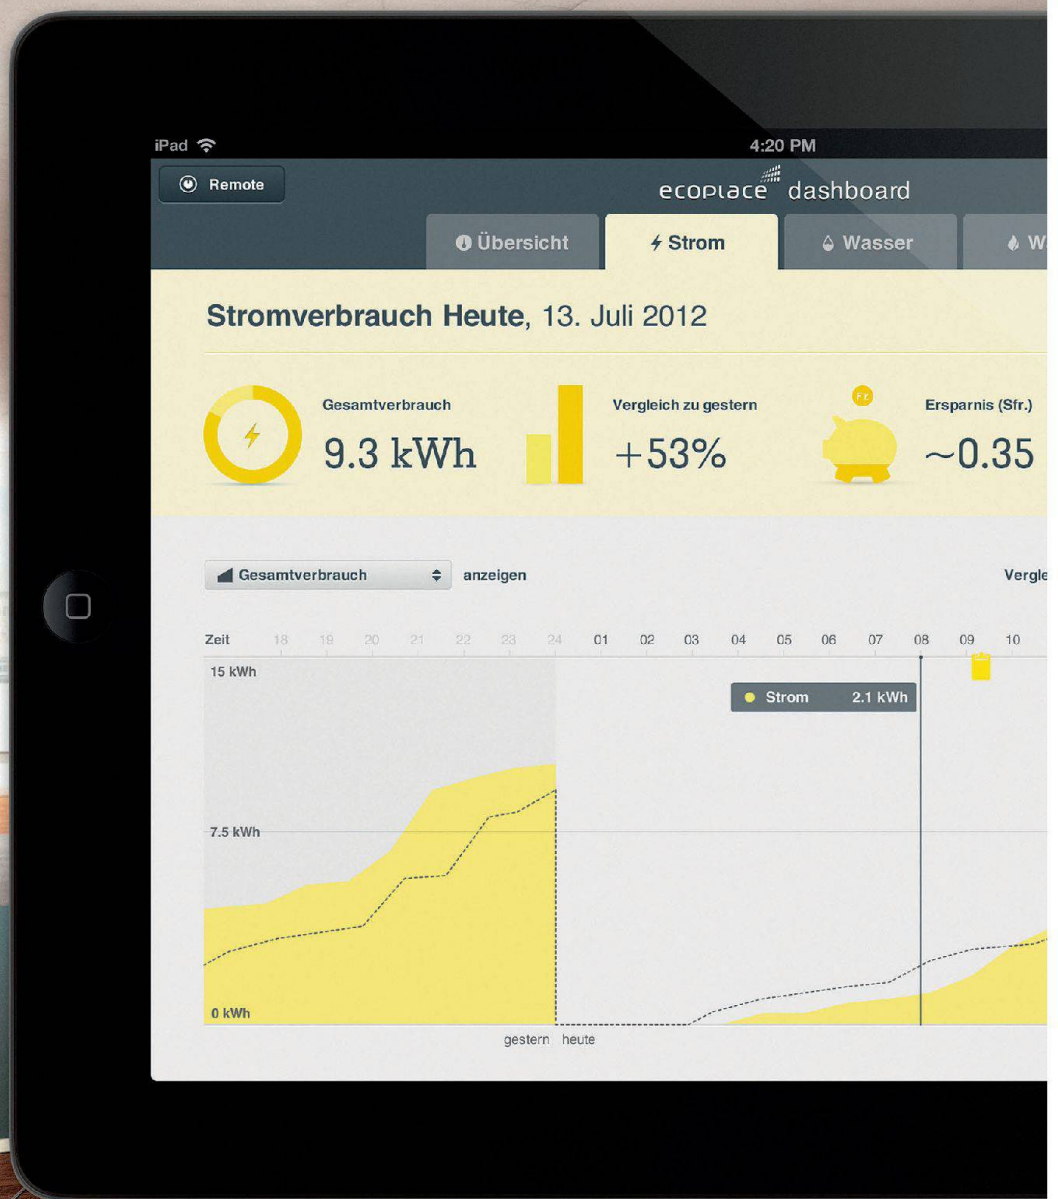 iPad
4:20 PM
Remote
ecoplace dashboard
Übersicht
Strom
Wasser
W
Stromverbrauch Heute, 13. Juli 2012
Gesamtverbrauch
9.3 kWh
Vergleich zu gestern
+53%
Fr.
Ersparnis (Sfr.)
~0.35
Gesamtverbrauch anzeigen
Vergle
Zeit 18 19 20 21 22 23 24 01 02 03 04 05 06 07 08 09 10
15 kWh
Strom 2.1 kWh
7.5 kWh
0 kWh
gestern heute